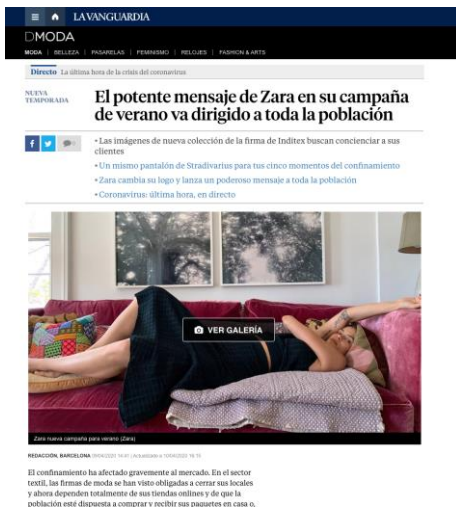 LA VANGUARDIA
DMODA
MODA | BELLEZA | PASARELAS | FEMINISMO | RELOJES | FASHION & ARTS
Directo La última hora de la crisis del coronavirus
NUEVA
TEMPORADA
El potente mensaje de Zara en su campaña
de verano va dirigido a toda la población
• Las imágenes de nueva colección de la firma de Inditex buscan concienciar a sus
clientes
• Un mismo pantalón de Stradivarius para tus cinco momentos del confinamiento
• Zara cambia su logo y lanza un poderoso mensaje a toda la población
• Coronavirus: última hora, en directo
VER GALERÍA
Zara nueva campaña para verano (Zara)
REDACCIÓN, BARCELONA
El confinamiento ha afectado gravemente al mercado. En el sector
textil, las firmas de moda se han visto obligadas a cerrar sus locales
y ahora dependen totalmente de sus tiendas onlines y de que la
población esté dispuesta a comprar y recibir sus paquetes en casa o,